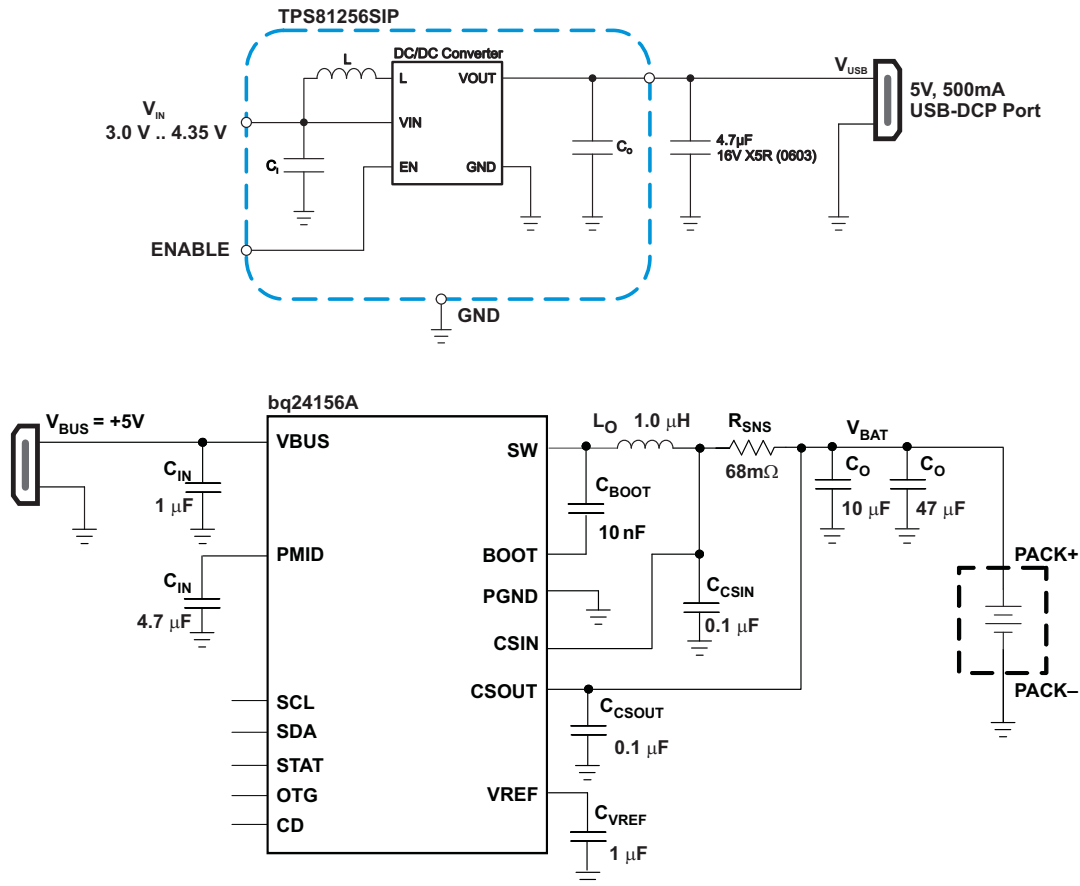 TPS81256SIP
DC/DC Converter
L
L
VOUT
V_USB
5V, 500mA
USB-DCP Port
V_IN
3.0 V .. 4.35 V
VIN
C_I
C_O
4.7µF
16V X5R (0603)
EN
GND
ENABLE
GND
bq24156A
V_BUS = +5V
VBUS
SW
L_O
1.0 µH
R_SNS
68mΩ
V_BAT
C_IN
1 µF
C_BOOT
10 nF
C_O
10 µF
C_O
47 µF
PMID
BOOT
PACK+
C_IN
4.7 µF
PGND
C_CSIN
0.1 µF
CSIN
CSOUT
PACK–
SCL
C_CSOUT
0.1 µF
SDA
STAT
OTG
VREF
C_VREF
1 µF
CD